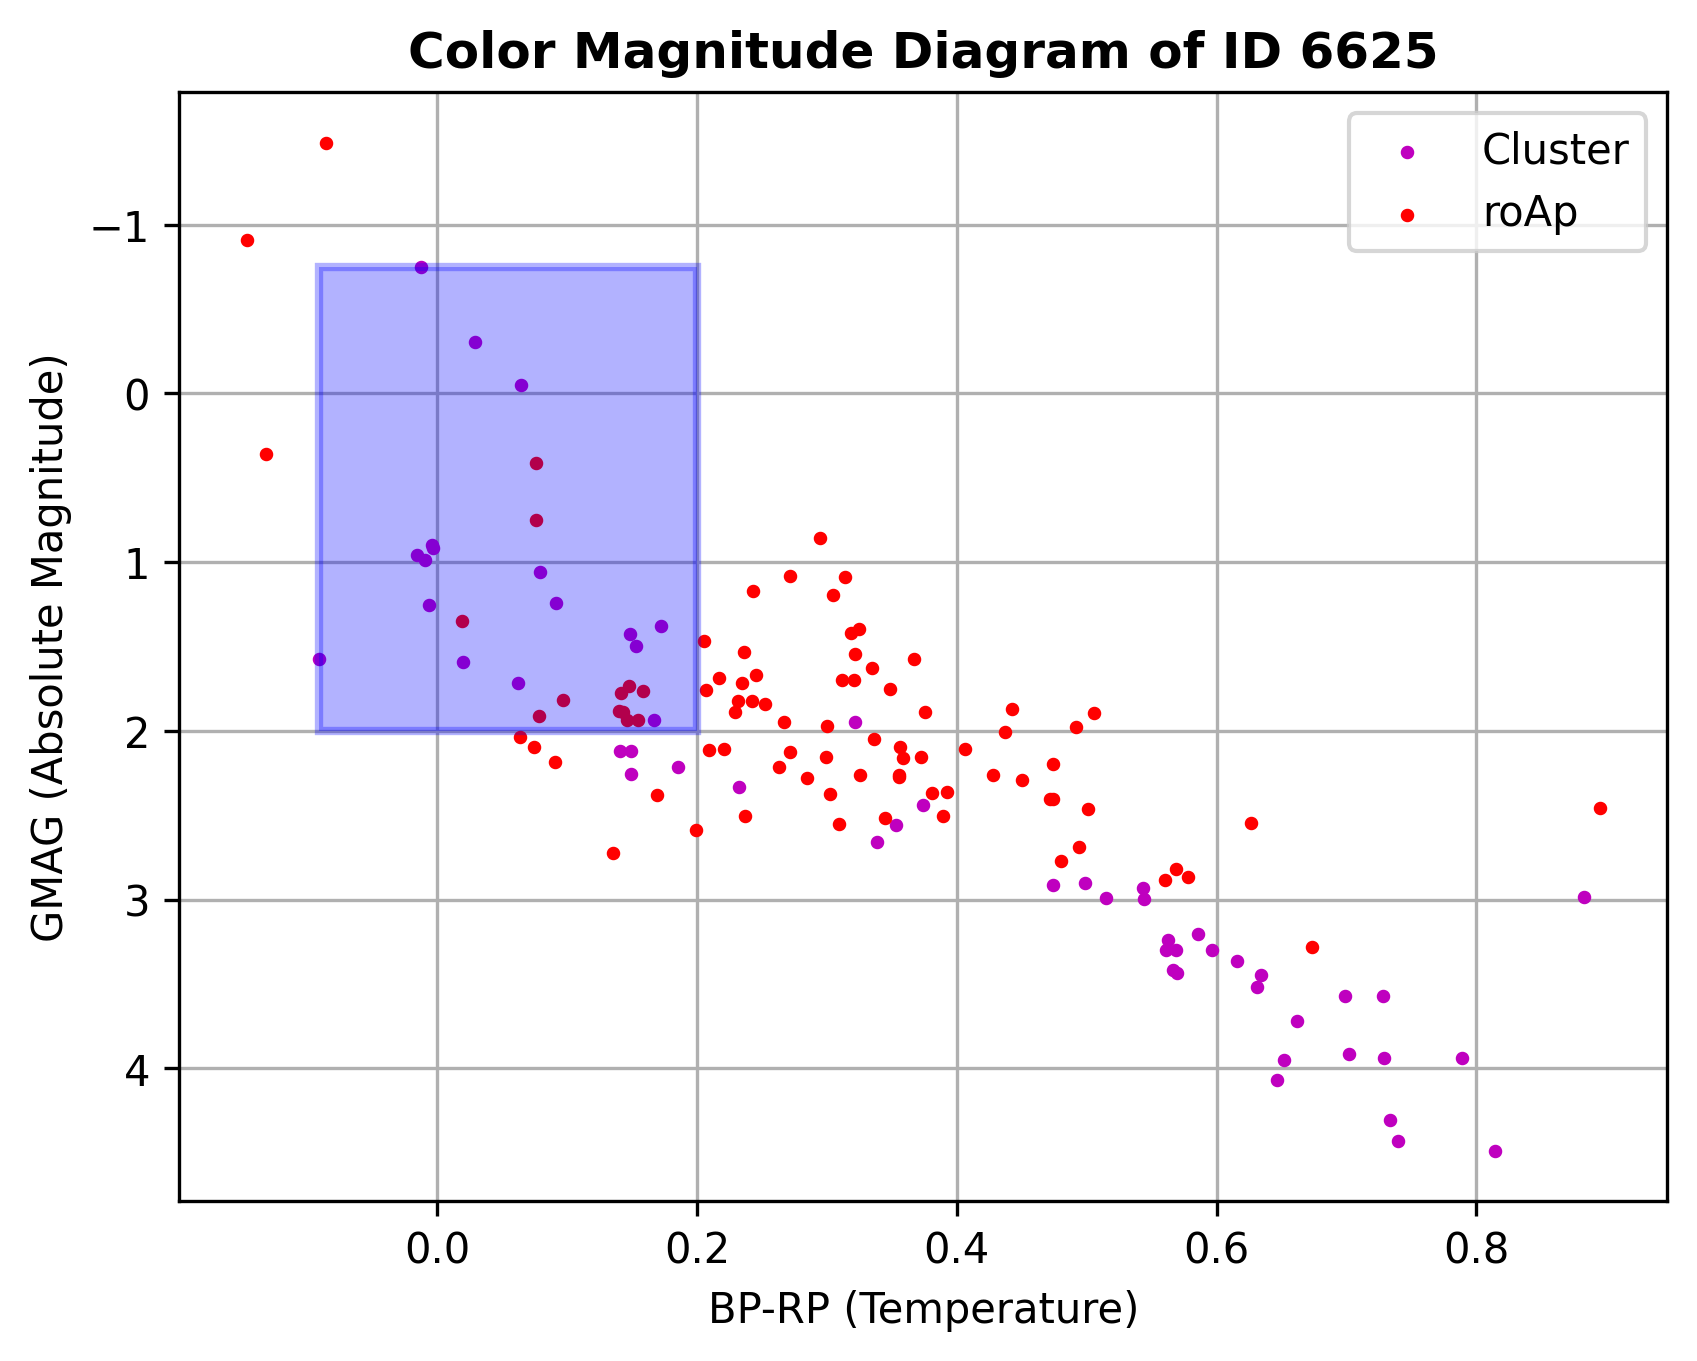 Color Magnitude Diagram of ID 6625
Cluster
roAp
GMAG (Absolute Magnitude)
−1
0
1
2
3
4
0.0 0.2 0.4 0.6 0.8
BP-RP (Temperature)